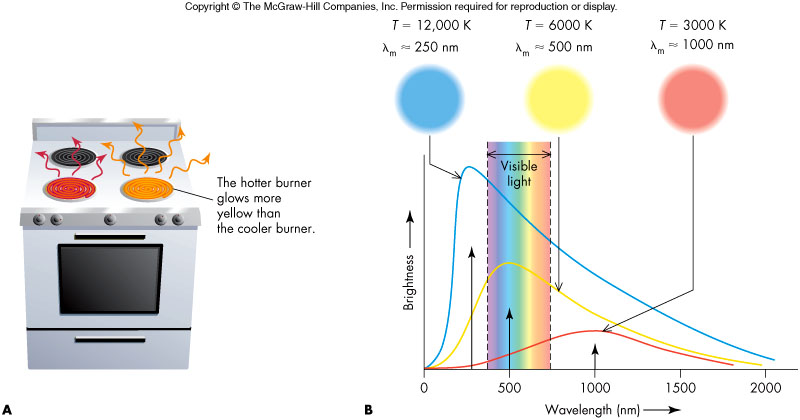 Copyright © The McGraw-Hill Companies, Inc. Permission required for reproduction or display.
T = 12,000 K
λm ≈ 250 nm
T = 6000 K
λm ≈ 500 nm
T = 3000 K
λm ≈ 1000 nm
The hotter burner
glows more
yellow than
the cooler burner.
Visible
light
Brightness
0
500
1000
1500
2000
Wavelength (nm)
A
B